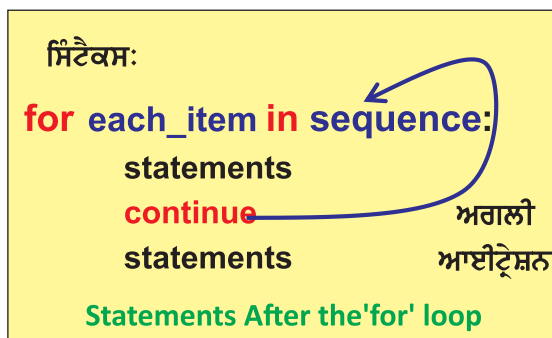 ਸਿੰਟੈਕਸਃ
for each_item in sequence:
statements
continue
ਅਗਲੀ
statements
ਆਈਟ੍ਰੇਸ਼ਨ
Statements After the'for' loop